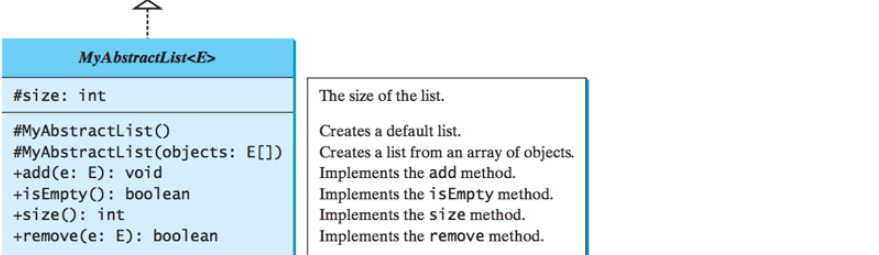 MyAbstractList<E>
#size: int
The size of the list.
#MyAbstractList()
Creates a default list.
#MyAbstractList(objects: E[])
Creates a list from an array of objects.
+add(e: E): void
Implements the add method.
+isEmpty(): boolean
Implements the isEmpty method.
+size(): int
Implements the size method.
+remove(e: E): boolean
Implements the remove method.